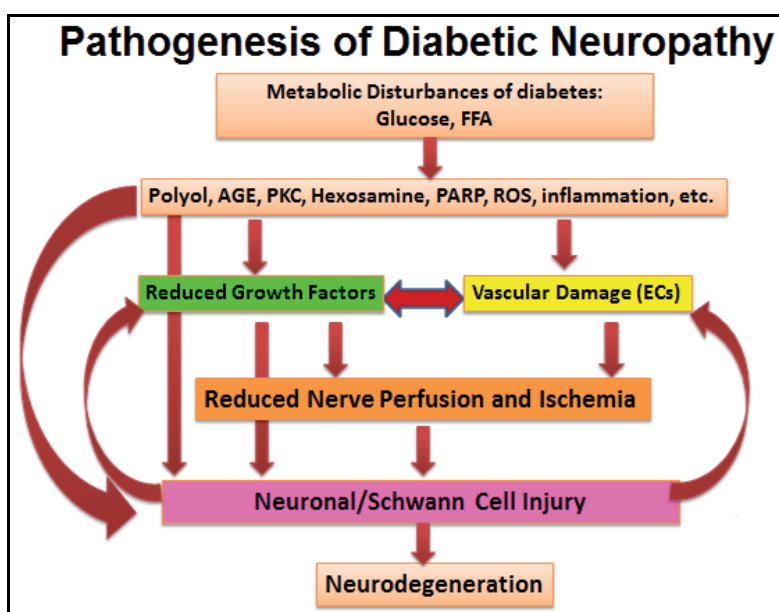 Pathogenesis of Diabetic Neuropathy
Metabolic Disturbances of diabetes:
Glucose, FFA
Polyol, AGE, PKC, Hexosamine, PARP, ROS, inflammation, etc.
Reduced Growth Factors
Vascular Damage (ECs)
Reduced Nerve Perfusion and Ischemia
Neuronal/Schwann Cell Injury
Neurodegeneration